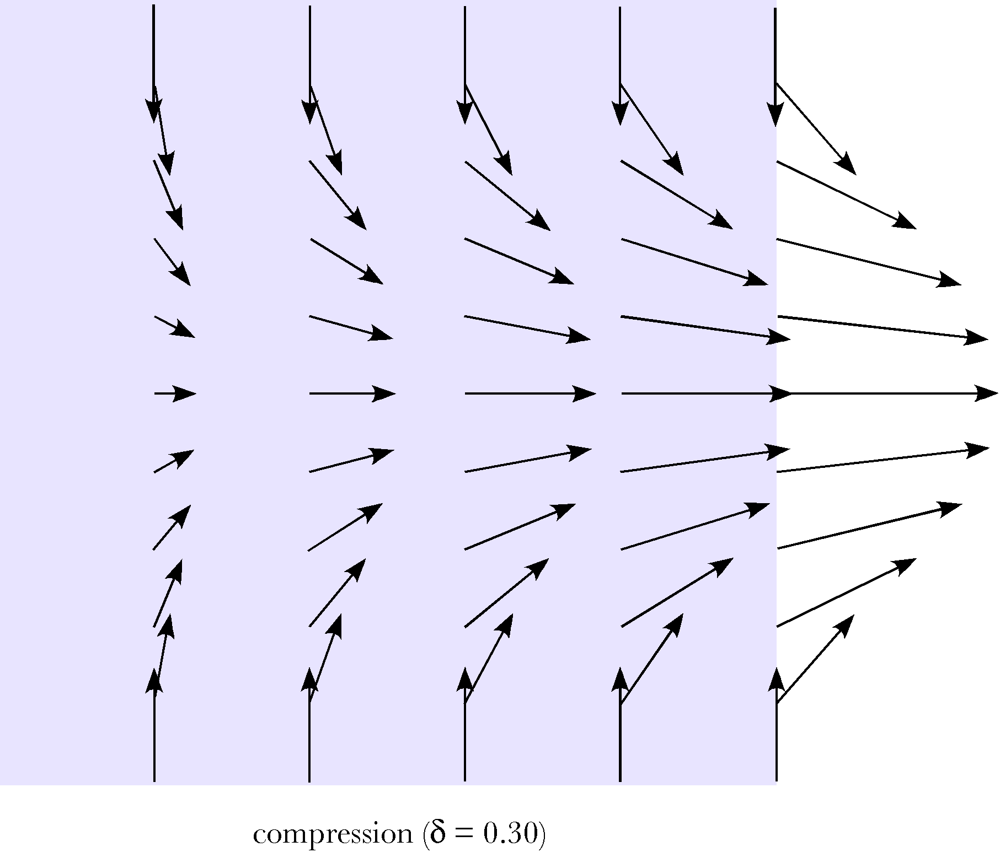 compression (δ = 0.30)